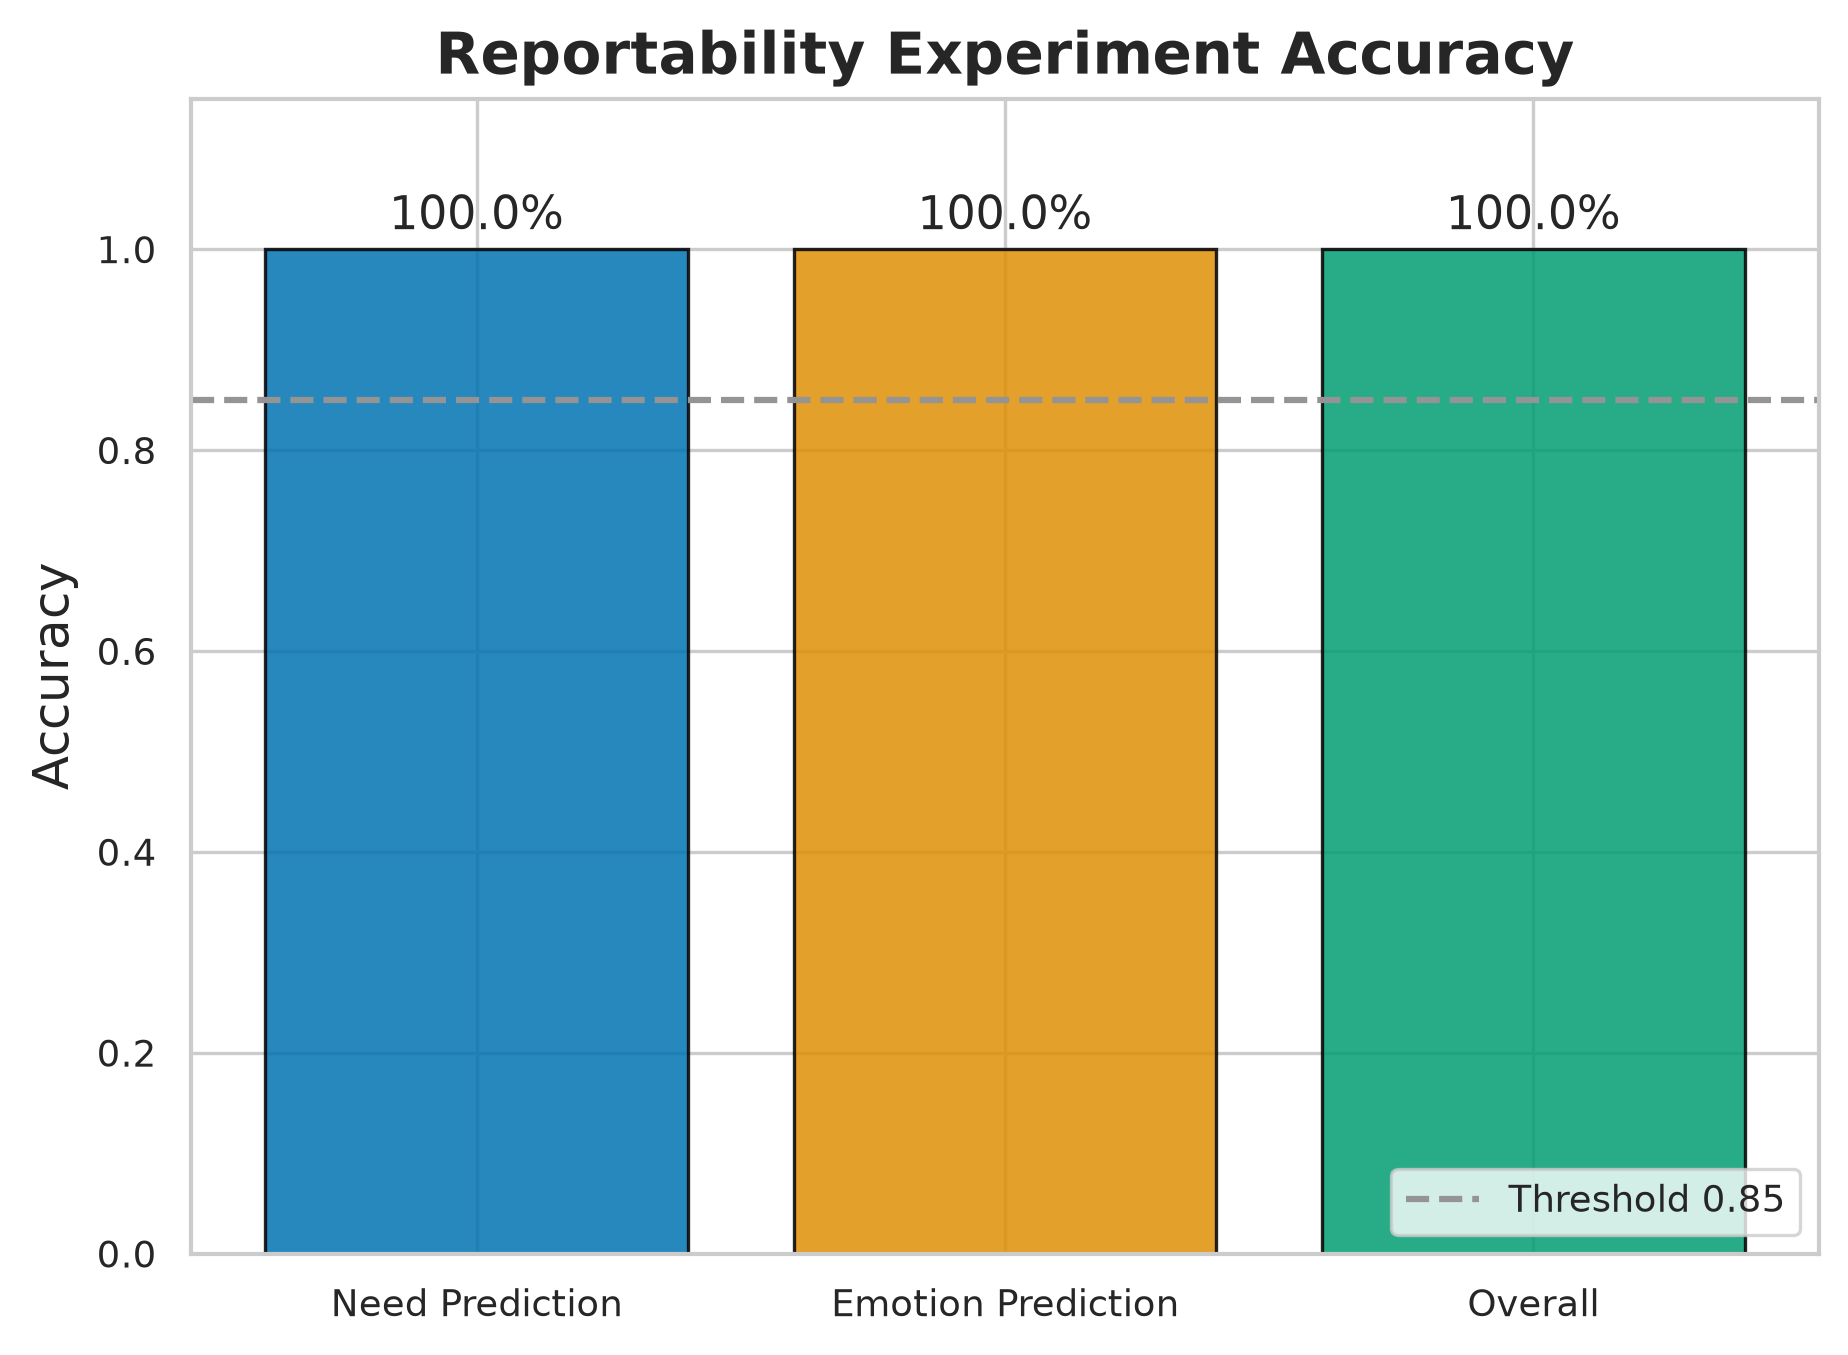 Reportability Experiment Accuracy
100.0% 100.0% 100.0%
1.0
0.8
0.6
0.4
0.2
0.0
Accuracy
Threshold 0.85
Need Prediction Emotion Prediction Overall